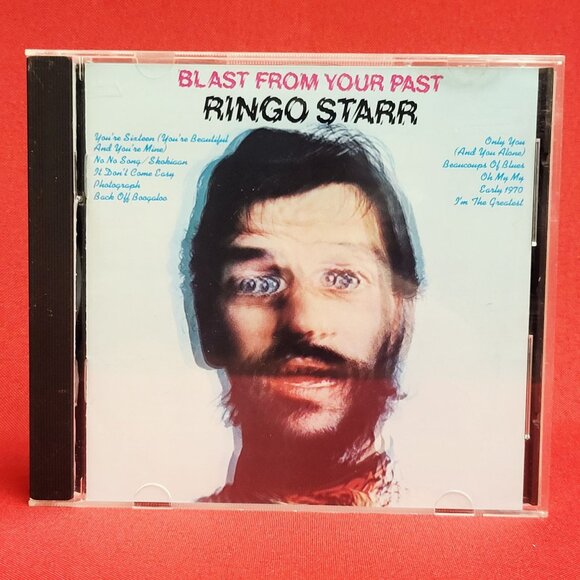 BLAST FROM YOUR PAST
RINGO STARR
You're Sixteen (You're Beautiful
And You're Mine)
No No Song/Skokiaan
It Don't Come Easy
Photograph
Back Off Boogaloo
Only You
(And You Alone)
Beaucoups Of Blues
Oh My My
Early 1970
I'm The Greatest